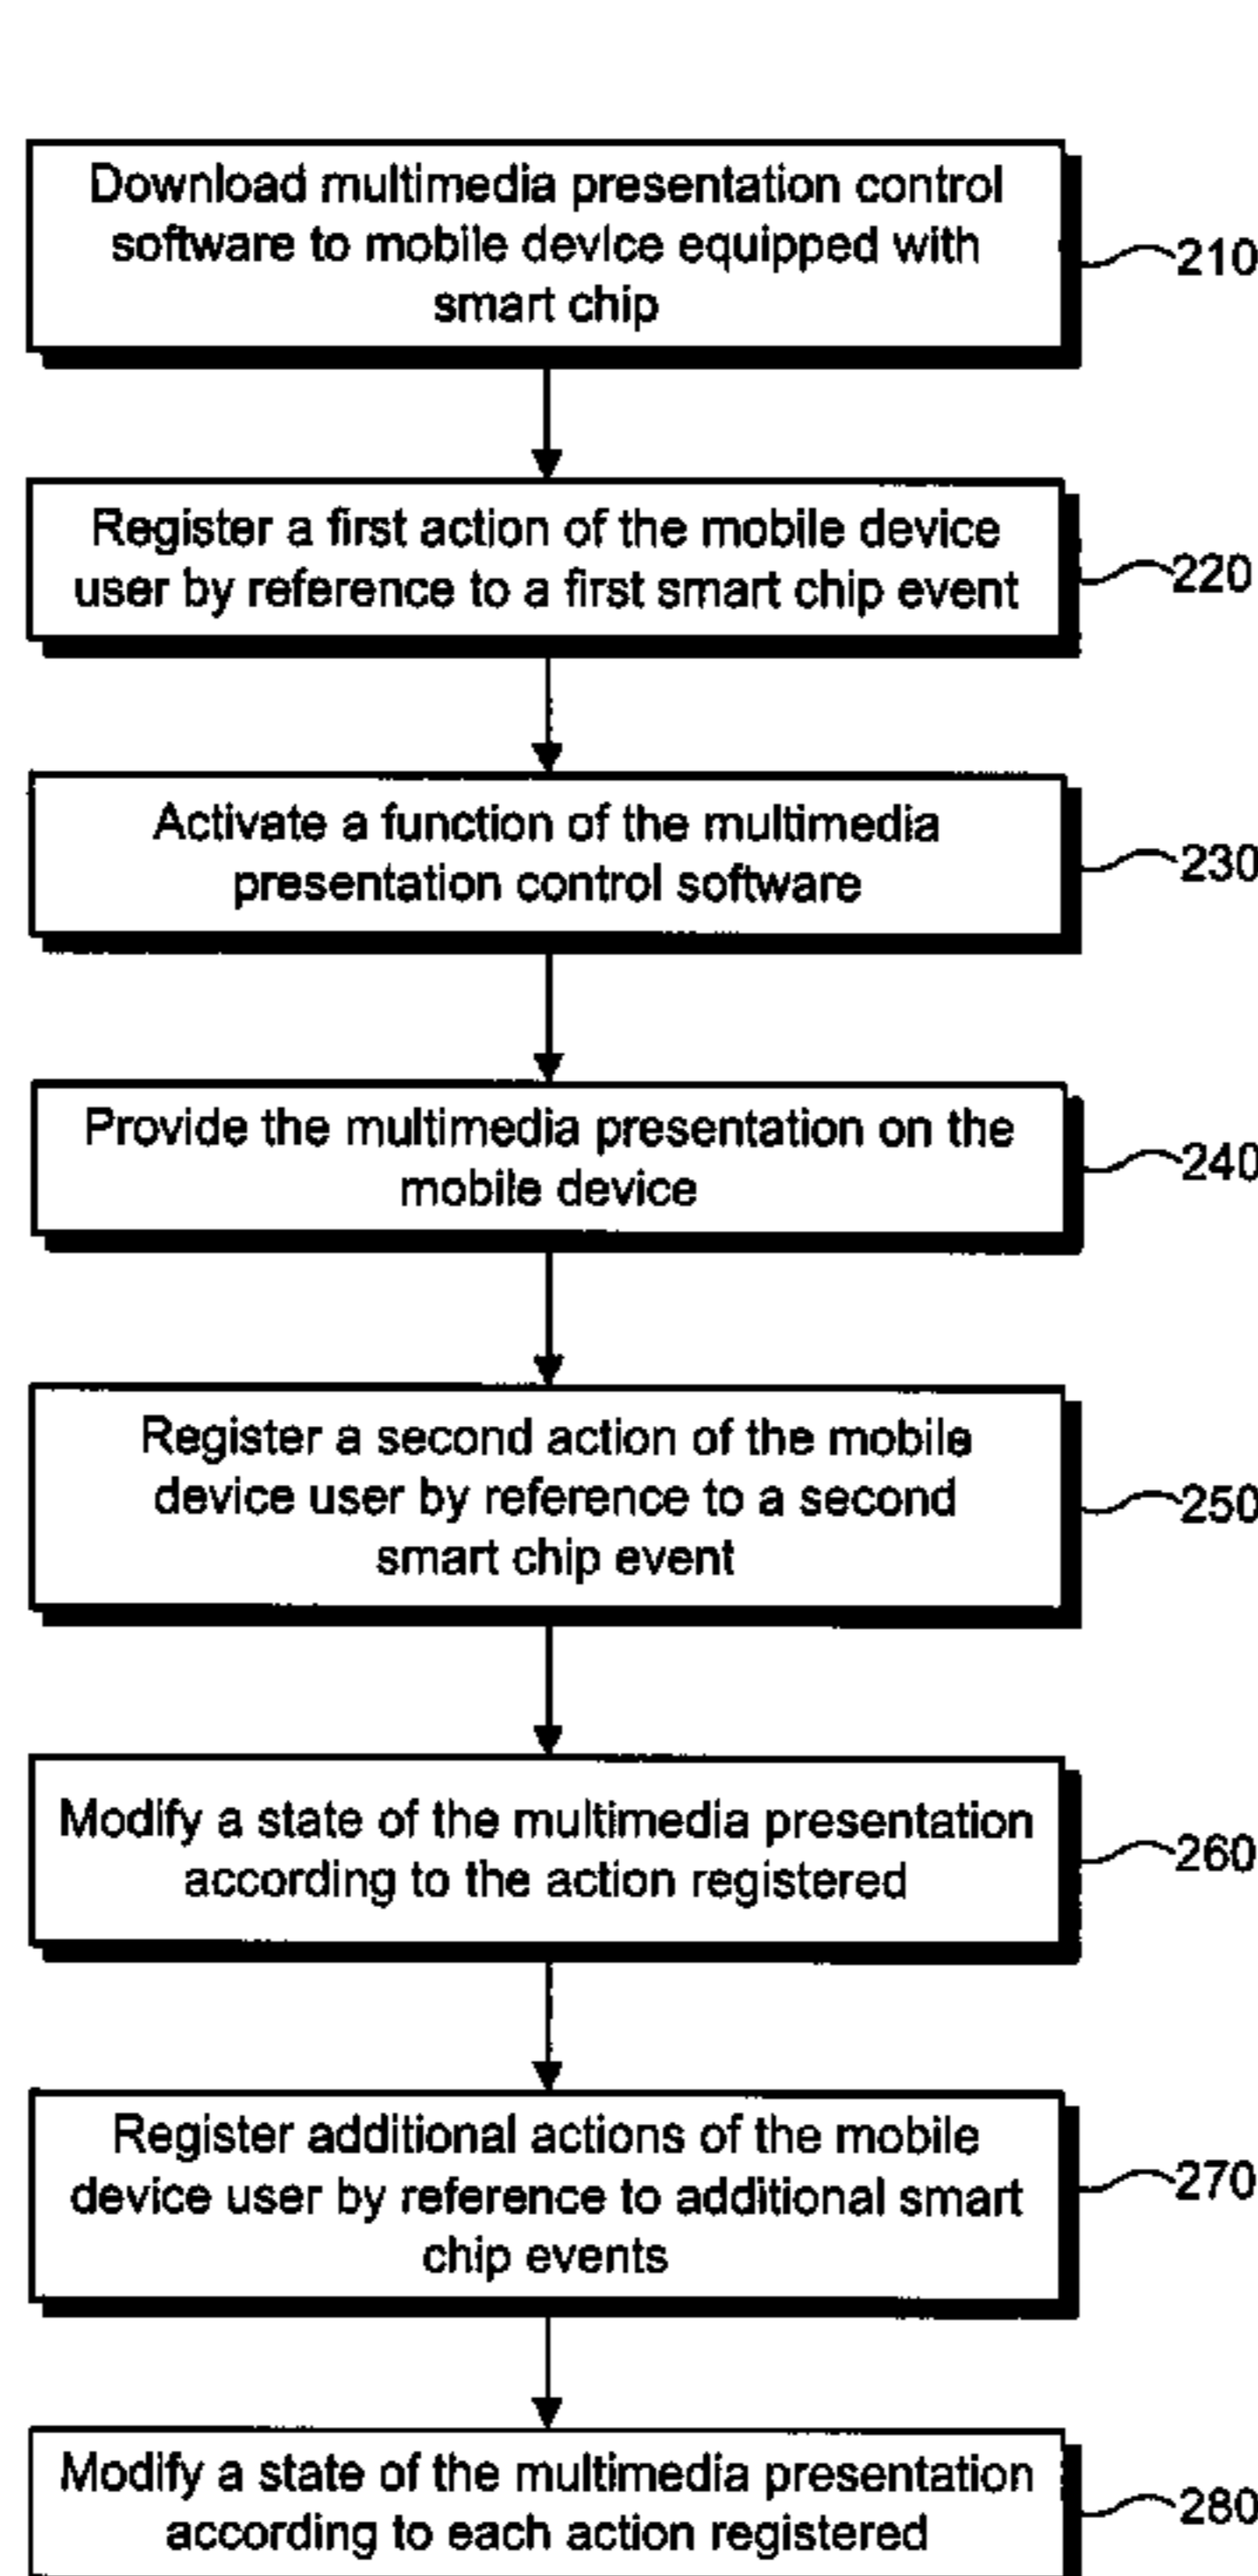 Download multimedia presentation control
software to mobile device equipped with
smart chip
210
Register a first action of the mobile device
user by reference to a first smart chip event
220
Activate a function of the multimedia
presentation control software
230
Provide the multimedia presentation on the
mobile device
240
Register a second action of the mobile
device user by reference to a second
smart chip event
250
Modify a state of the multimedia presentation
according to the action registered
260
Register additional actions of the mobile
device user by reference to additional smart
chip events
270
Modify a state of the multimedia presentation
according to each action registered
280